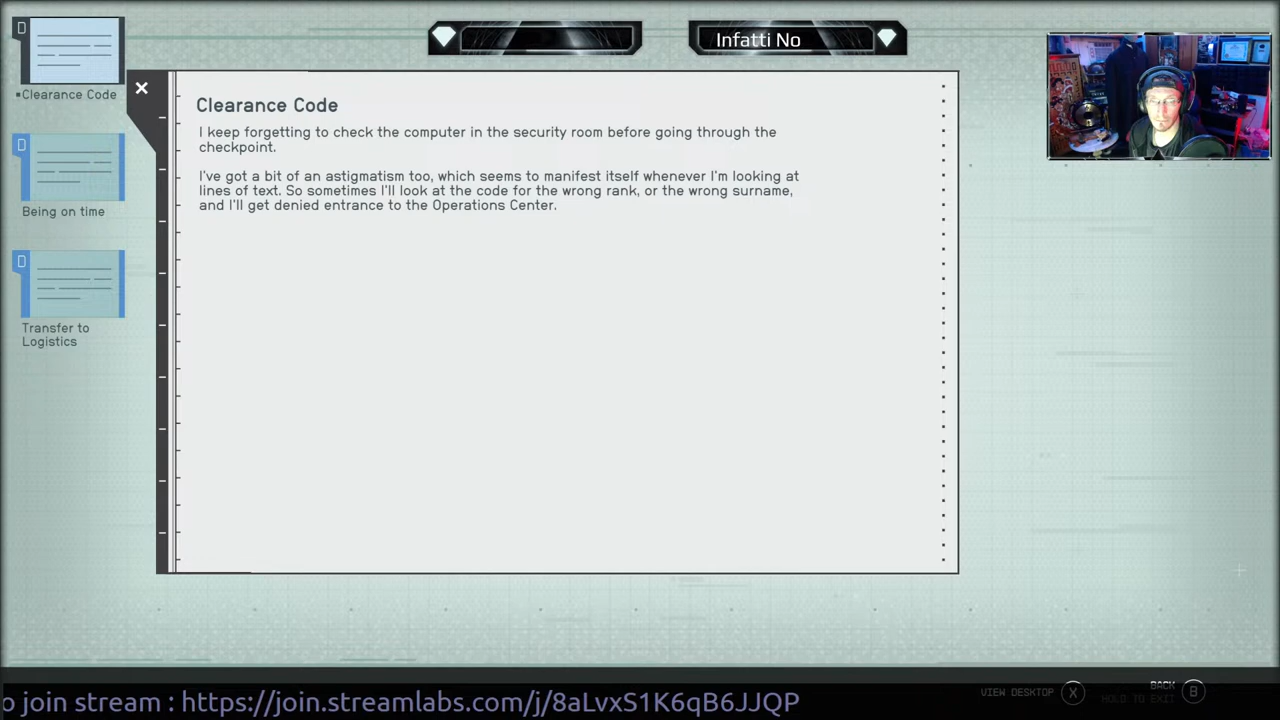 Infatti No
D
▪Clearance Code
D
Being on time
D
Transfer to
Logistics
×
Clearance Code
I keep forgetting to check the computer in the security room before going through the
checkpoint.
I've got a bit of an astigmatism too, which seems to manifest itself whenever I'm looking at
lines of text. So sometimes I'll look at the code for the wrong rank, or the wrong surname,
and I'll get denied entrance to the Operations Center.
VIEW DESKTOP X
BACK B
HOLD TO EXIT
o join stream : https://join.streamlabs.com/j/8aLvxS1K6qB6JJQP